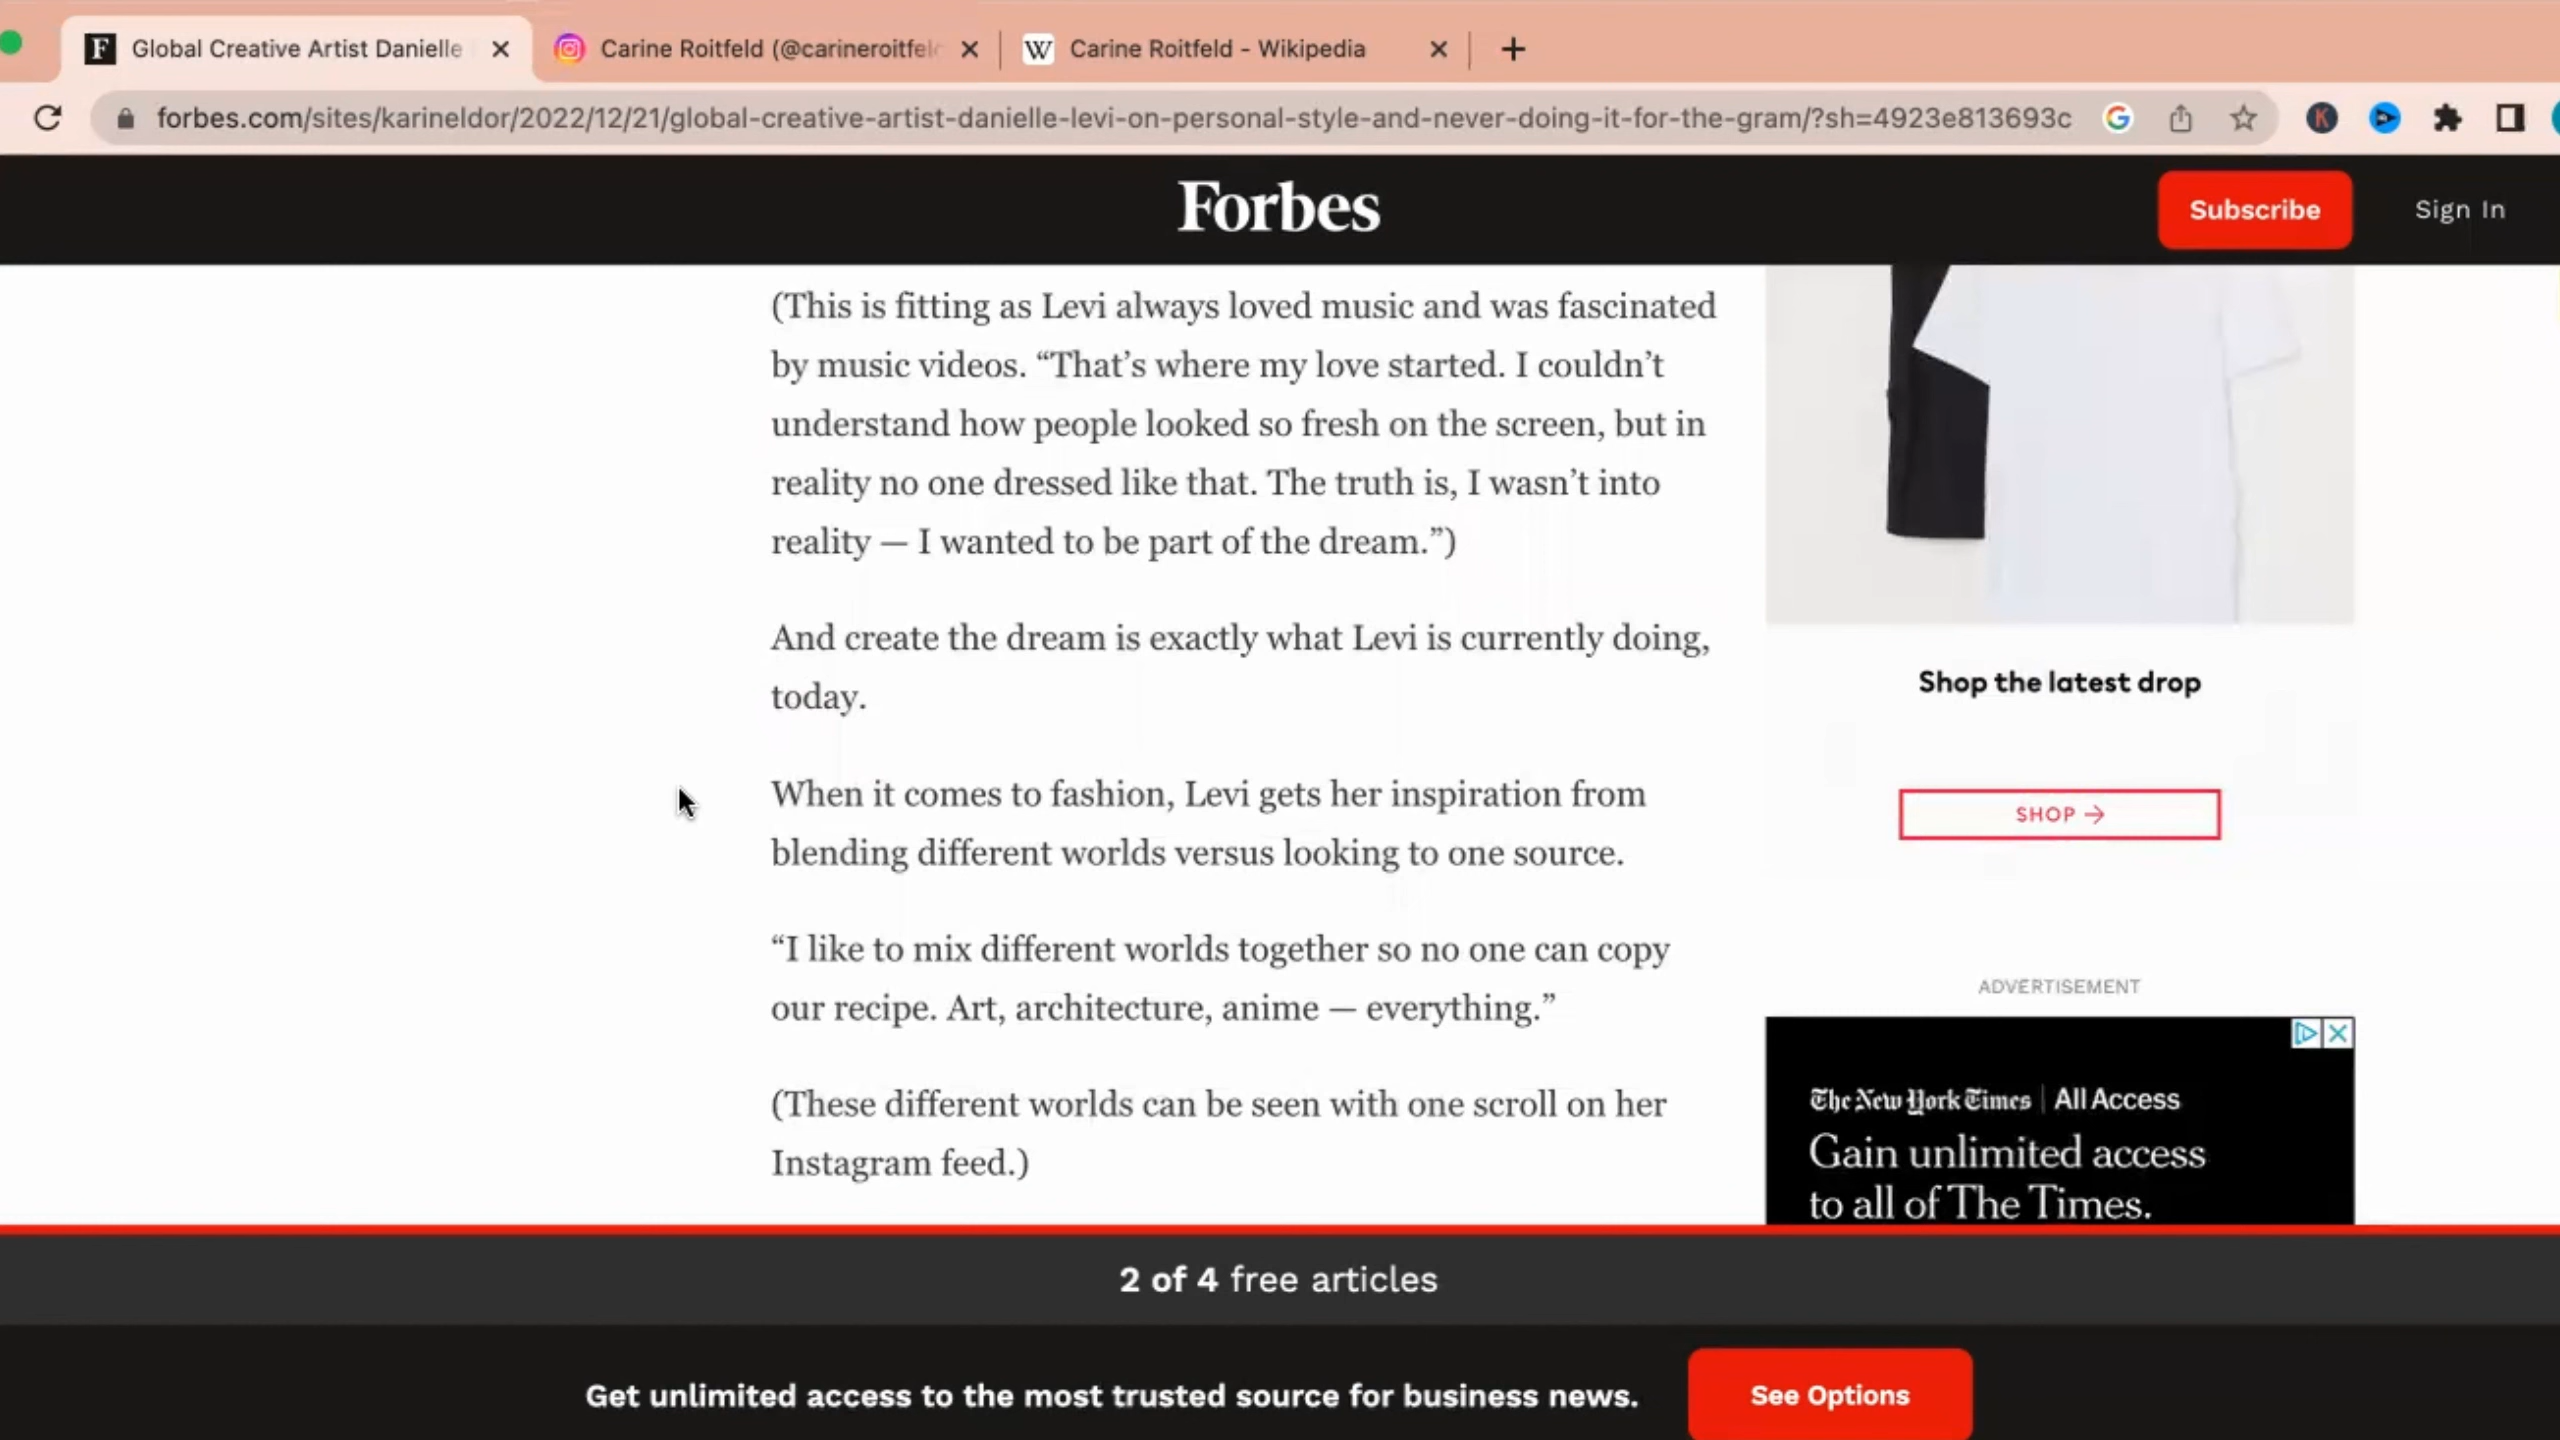 Global Creative Artist Danielle
Carine Roitfeld (@carineroitfel
Carine Roitfeld - Wikipedia
forbes.com/sites/karineldor/2022/12/21/global-creative-artist-danielle-levi-on-personal-style-and-never-doing-it-for-the-gram/?sh=4923e813693c
Forbes
Subscribe
Sign In
(This is fitting as Levi always loved music and was fascinated
by music videos. “That’s where my love started. I couldn’t
understand how people looked so fresh on the screen, but in
reality no one dressed like that. The truth is, I wasn’t into
reality — I wanted to be part of the dream.”)
And create the dream is exactly what Levi is currently doing,
today.
When it comes to fashion, Levi gets her inspiration from
blending different worlds versus looking to one source.
“I like to mix different worlds together so no one can copy
our recipe. Art, architecture, anime — everything.”
(These different worlds can be seen with one scroll on her
Instagram feed.)
Shop the latest drop
SHOP →
ADVERTISEMENT
The New York Times | All Access
Gain unlimited access
to all of The Times.
2 of 4 free articles
Get unlimited access to the most trusted source for business news.
See Options